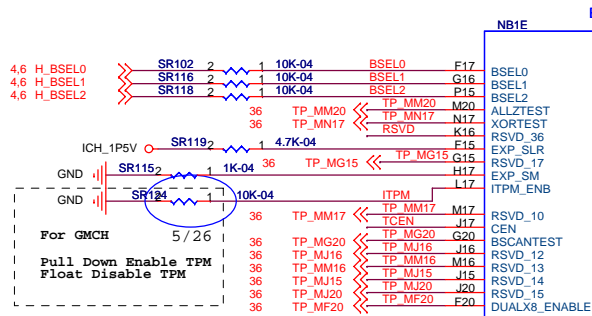 NB1E
4,6 H_BSEL0 SR102 2 1 10K-04 BSEL0 F17 BSEL0
4,6 H_BSEL1 SR116 2 1 10K-04 BSEL1 G16 BSEL1
4,6 H_BSEL2 SR118 2 1 10K-04 BSEL2 P15 BSEL2
36 TP_MM20 TP_MM20 M20 ALLZTEST
36 TP_MN17 TP_MN17 N17 XORTEST
RSVD K16 RSVD_36
ICH_1P5V SR119 2 1 4.7K-04 F15 EXP_SLR
36 TP_MG15 TP_MG15 G15 RSVD_17
GND SR115 2 1 1K-04 H17 EXP_SM
GND SR124 2 1 10K-04 ITPM L17 ITPM_ENB
36 TP_MM17 TP_MM17 M17 RSVD_10
TCEN J17 CEN
36 TP_MG20 TP_MG20 G20 BSCANTEST
36 TP_MJ16 TP_MJ16 J16 RSVD_12
36 TP_MM16 TP_MM16 M16 RSVD_13
36 TP_MJ15 TP_MJ15 J15 RSVD_14
36 TP_MJ20 TP_MJ20 J20 RSVD_15
36 TP_MF20 TP_MF20 F20 DUALX8_ENABLE
For GMCH
5/26
Pull Down Enable TPM
Float Disable TPM